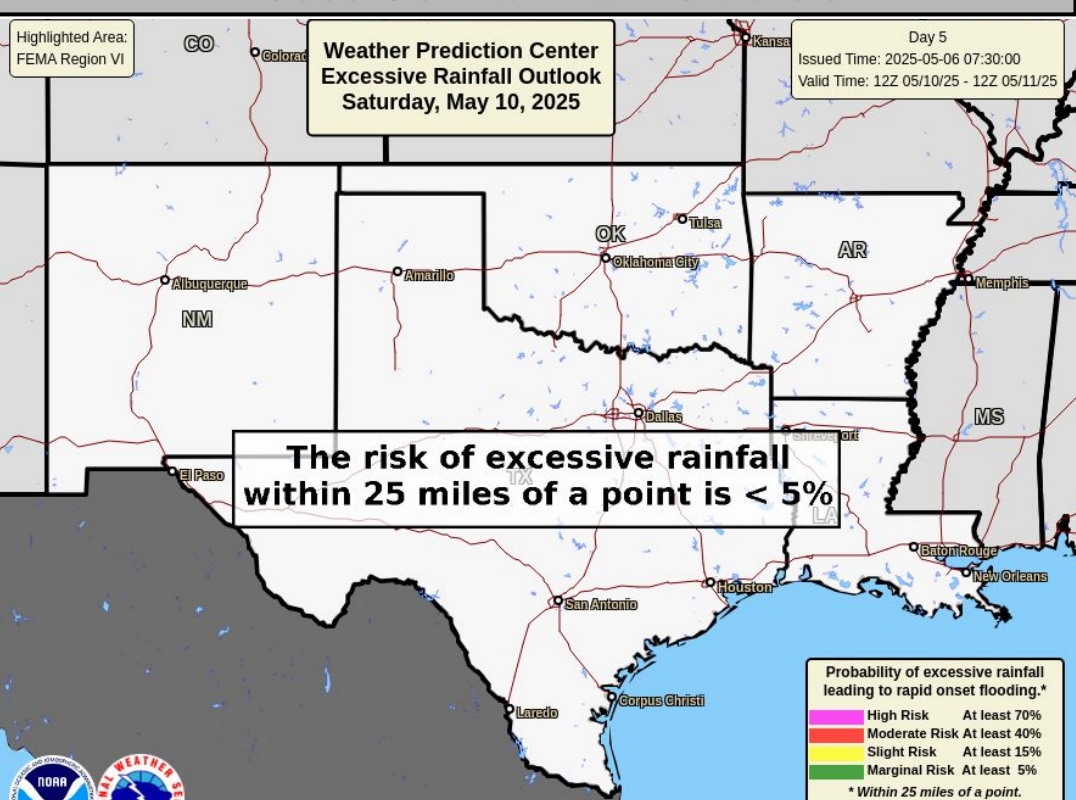 Highlighted Area:
FEMA Region VI
Weather Prediction Center
Excessive Rainfall Outlook
Saturday, May 10, 2025
Day 5
Issued Time: 2025-05-06 07:30:00
Valid Time: 12Z 05/10/25 - 12Z 05/11/25
CO
Colorad
Kansa
Tulsa
OK
Oklahoma City
AR
Amarillo
Albuquerque
Memphis
NM
Dallas
MS
Shreveport
The risk of excessive rainfall
within 25 miles of a point is < 5%
TX
El Paso
LA
Baton Rouge
New Orleans
Houston
San Antonio
Corpus Christi
Laredo
Probability of excessive rainfall
leading to rapid onset flooding.*
High Risk At least 70%
Moderate Risk At least 40%
Slight Risk At least 15%
Marginal Risk At least 5%
* Within 25 miles of a point.
NOAA
NAL WEATHER SE